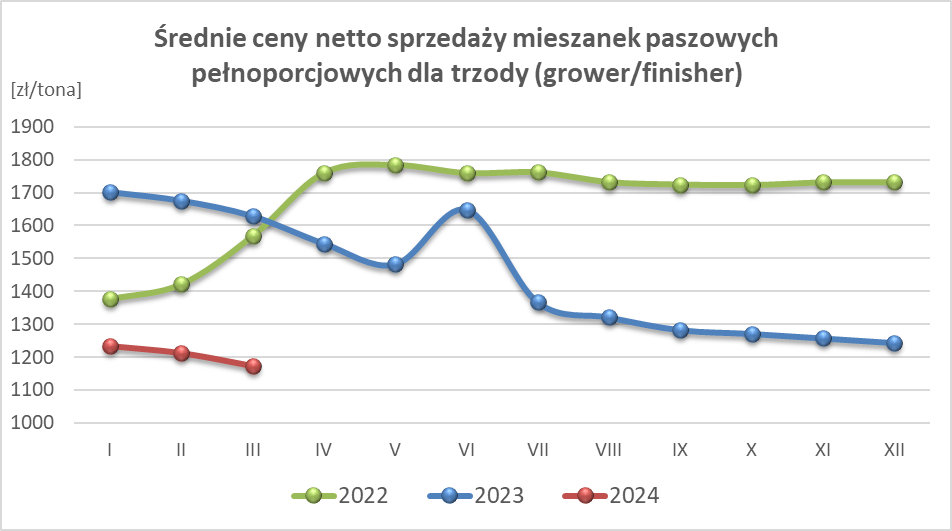 Średnie ceny netto sprzedaży mieszanek paszowych
pełnoporcjowych dla trzody (grower/finisher)
[zł/tona]
1900
1800
1700
1600
1500
1400
1300
1200
1100
1000
I II III IV V VI VII VIII IX X XI XII
2022 2023 2024